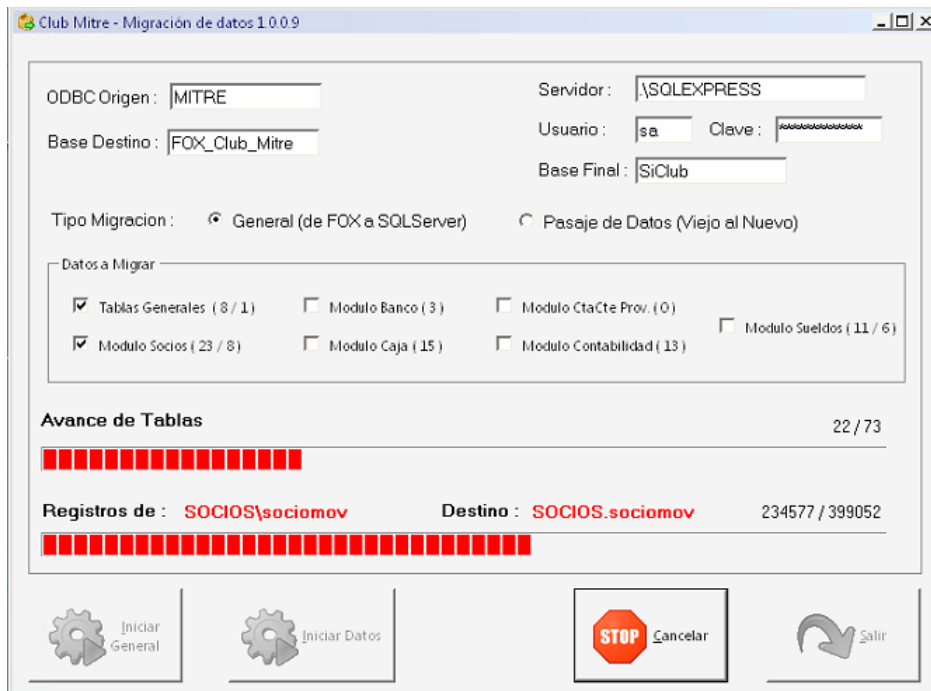 Club Mitre - Migración de datos 1.0.0.9
ODBC Origen : MITRE
Servidor : .\SQLEXPRESS
Base Destino : FOX_Club_Mitre
Usuario : sa Clave : **************
Base Final : SiClub
Tipo Migracion : General (de FOX a SQLServer) Pasaje de Datos (Viejo al Nuevo)
Datos a Migrar
Tablas Generales ( 8 / 1 ) Modulo Banco ( 3 ) Modulo CtaCte Prov. ( 0 )
Modulo Sueldos ( 11 / 6 )
Modulo Socios ( 23 / 8 ) Modulo Caja ( 15 ) Modulo Contabilidad ( 13 )
Avance de Tablas 22 / 73
Registros de : SOCIOS\sociomov Destino : SOCIOS.sociomov 234577 / 399052
Iniciar General
Iniciar Datos
STOP Cancelar
Salir